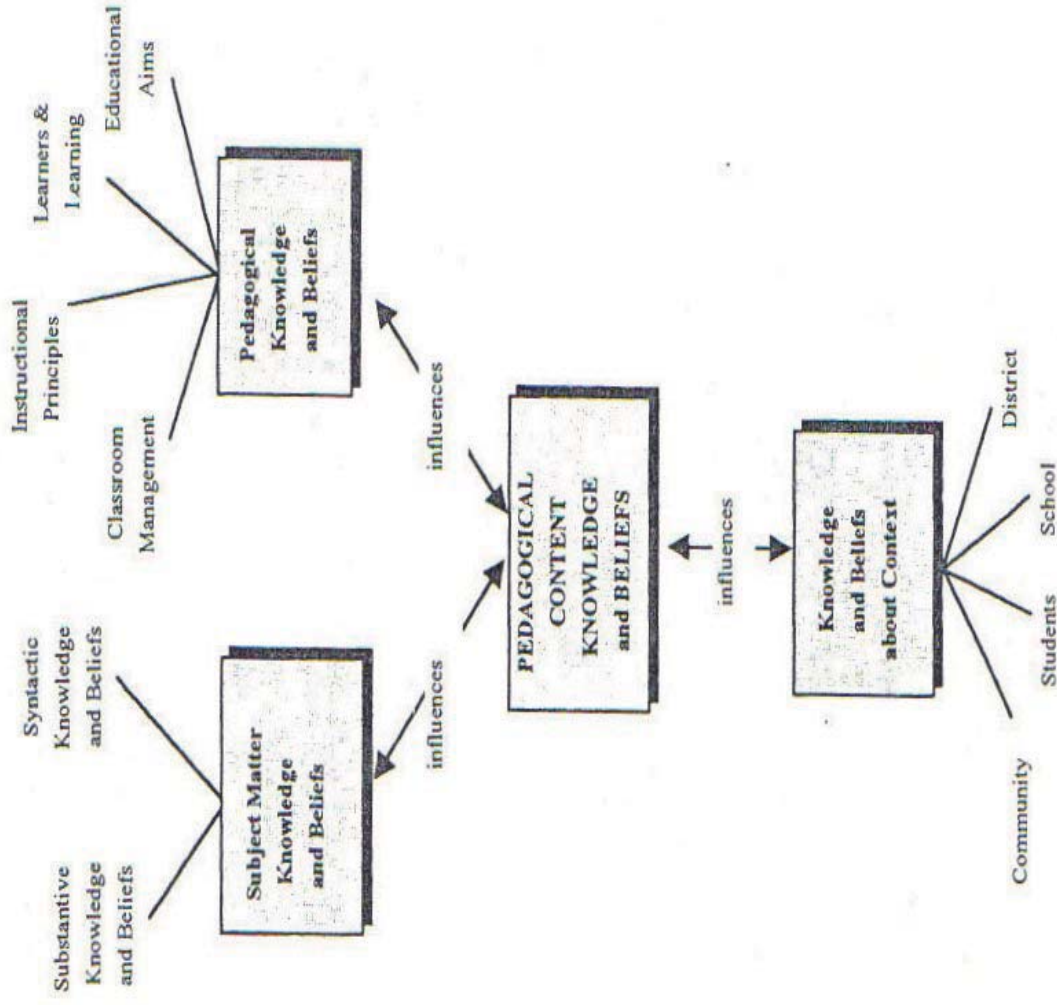 Substantive
Knowledge
and Beliefs
Syntactic
Knowledge
and Beliefs
Instructional
Principles
Learners &
Learning
Classroom
Management
Educational
Aims
Subject Matter
Knowledge
and Beliefs
Pedagogical
Knowledge
and Beliefs
influences
influences
PEDAGOGICAL
CONTENT
KNOWLEDGE
and BELIEFS
influences
Knowledge
and Beliefs
about Context
Community
Students
School
District